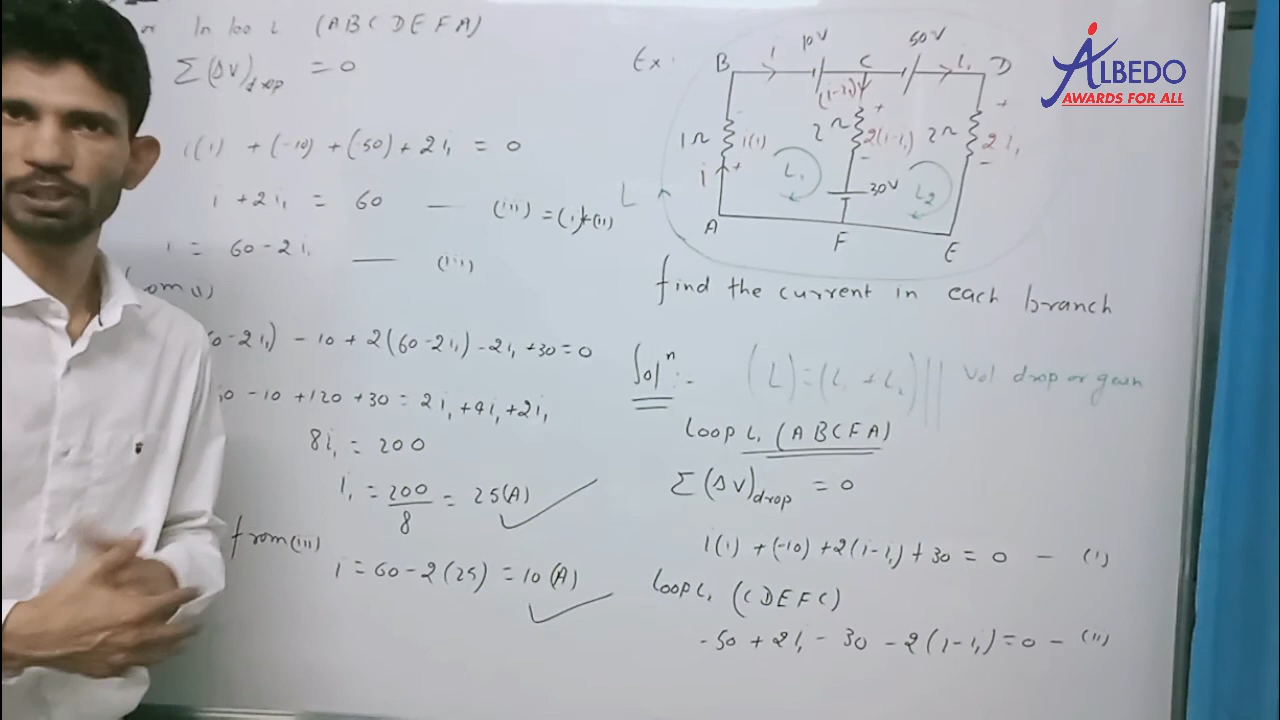 In loo L (ABCDEFA)
Σ(ΔV)drop = 0
i(1) + (-10) + (-50) + 2i₁ = 0
i + 2i₁ = 60 — (iii) = (i)+(ii)
i = 60 - 2i₁ — (iii)
-2i₁) - 10 + 2(60-2i₁) - 2i₁ + 30 = 0
- 10 + 120 + 30 = 2i₁ + 4i₁ + 2i₁
8i₁ = 200
i₁ = 200/8 = 25(A)
from(iii)
i = 60 - 2(25) = 10(A)
ALBEDO
AWARDS FOR ALL
Ex:
B i 10V C 50V i₁ D
(i-i₁)
1Ω i(1) 2Ω 2(i-i₁) 2Ω 2i₁
+ - + - + -
i L L₁ 30V L₂
A F E
find the current in each branch
Solⁿ:-
(L) = (L₁ + L₂) || Vol drop or gain
Loop L₁ (ABCFA)
Σ(ΔV)drop = 0
i(1) + (-10) + 2(i-i₁) + 30 = 0 — (i)
Loop L₁ (CDEFC)
-50 + 2i₁ - 30 - 2(i-i₁) = 0 — (ii)